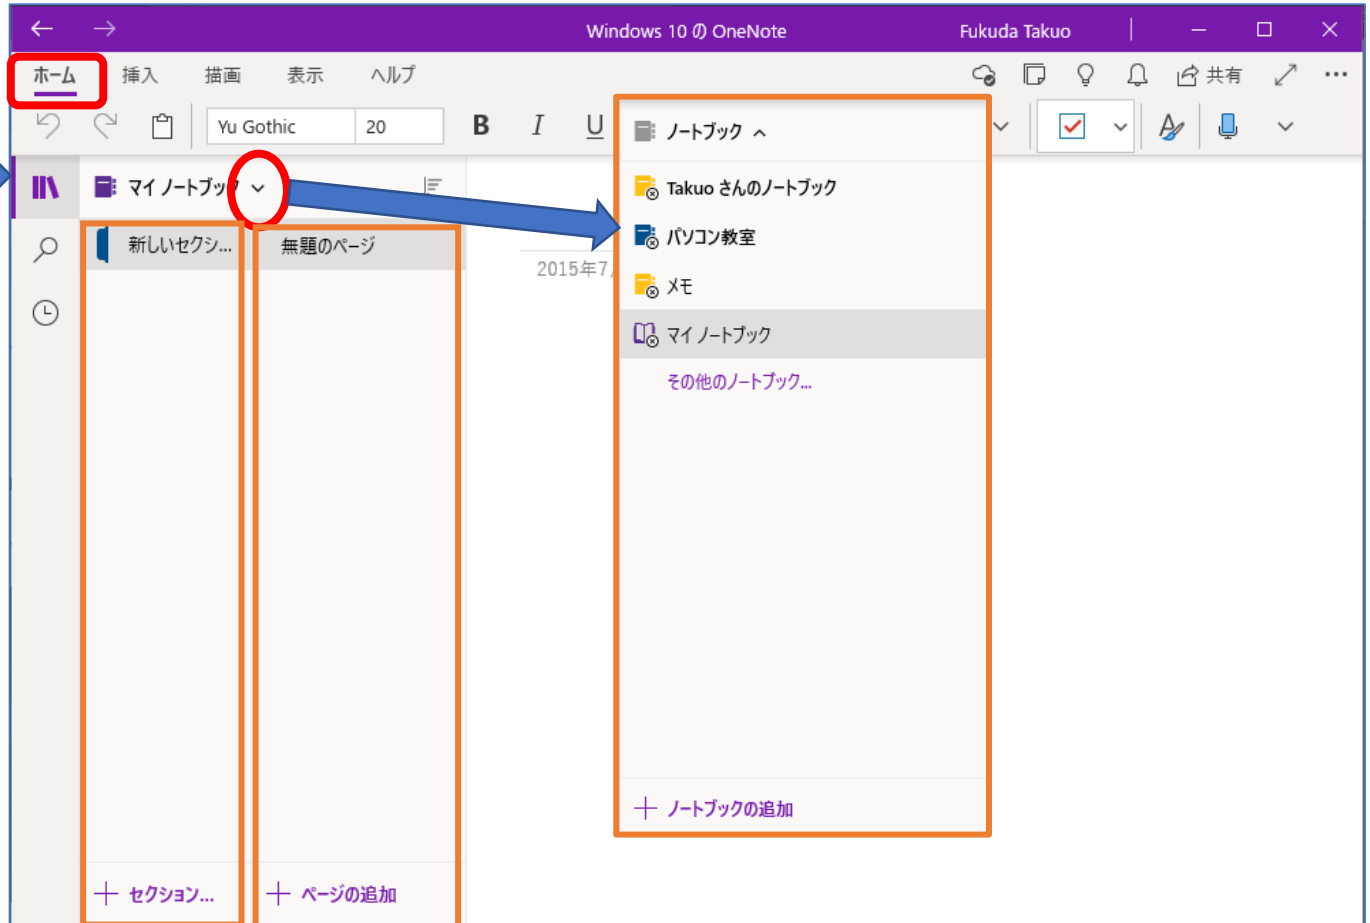 Windows 10 の OneNote
Fukuda Takuo
ホーム 挿入 描画 表示 ヘルプ
共有
Yu Gothic 20 B I U
マイ ノートブック
新しいセクシ...
無題のページ
2015年7
ノートブック
Takuo さんのノートブック
パソコン教室
メモ
マイ ノートブック
その他のノートブック...
ノートブックの追加
セクション...
ページの追加